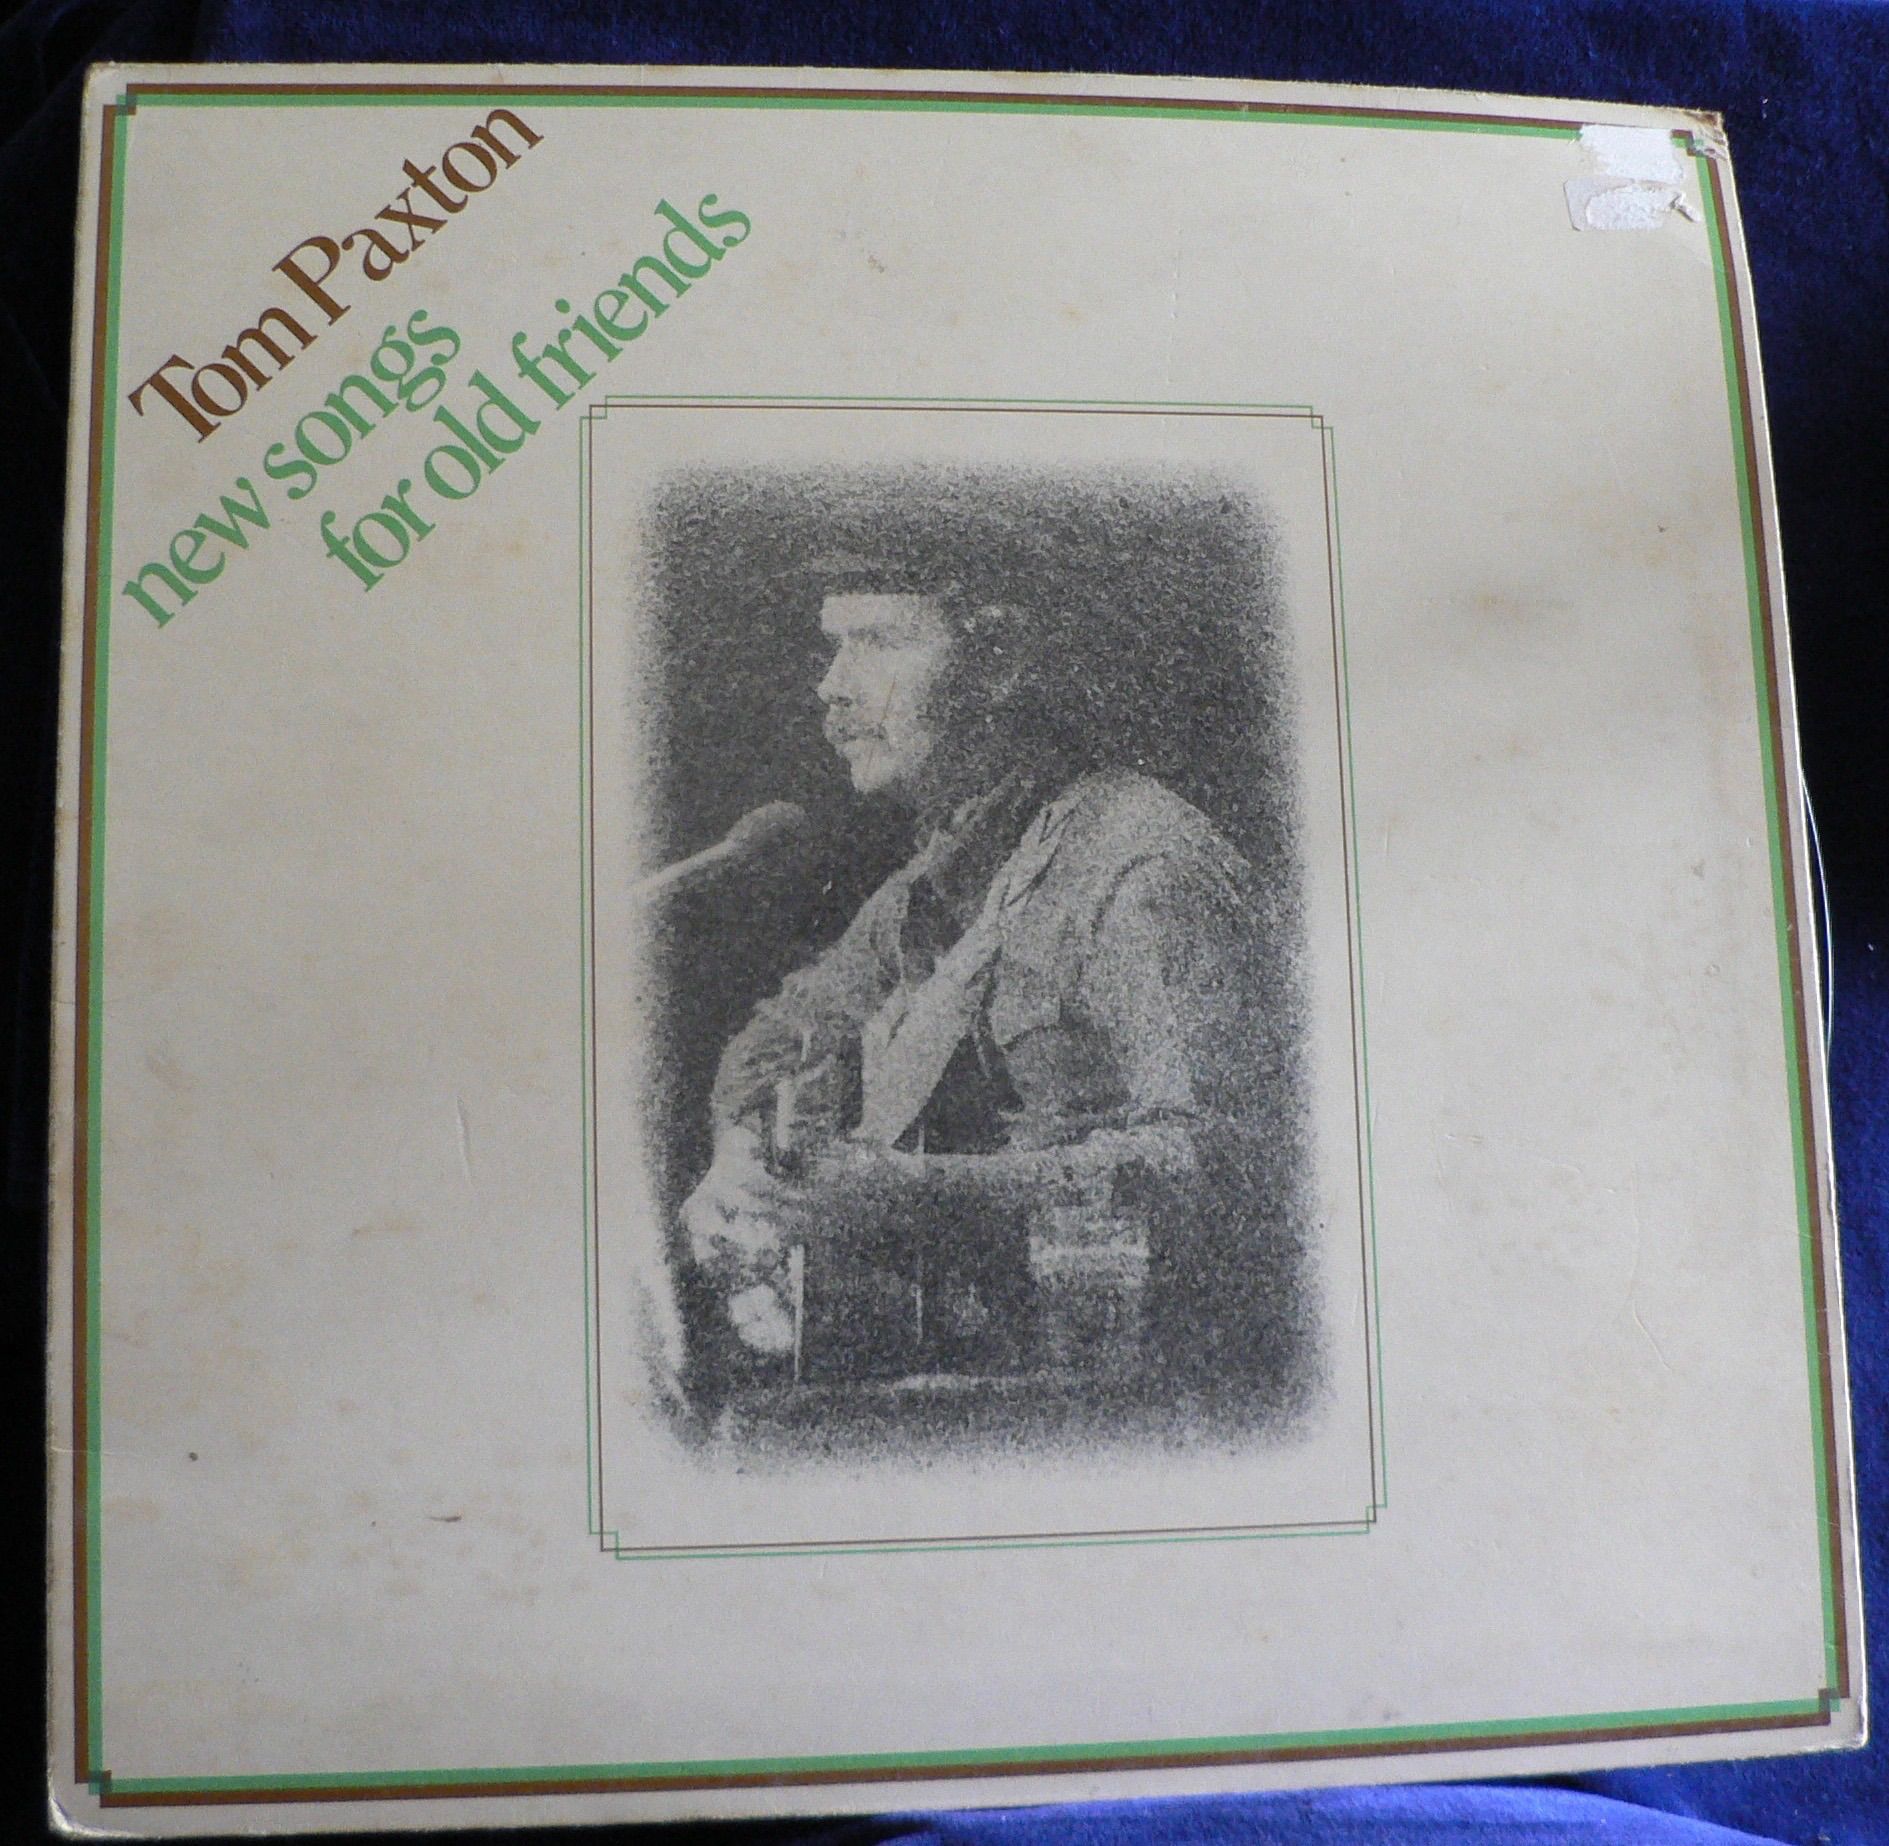 Tom Paxton
new songs
for old friends